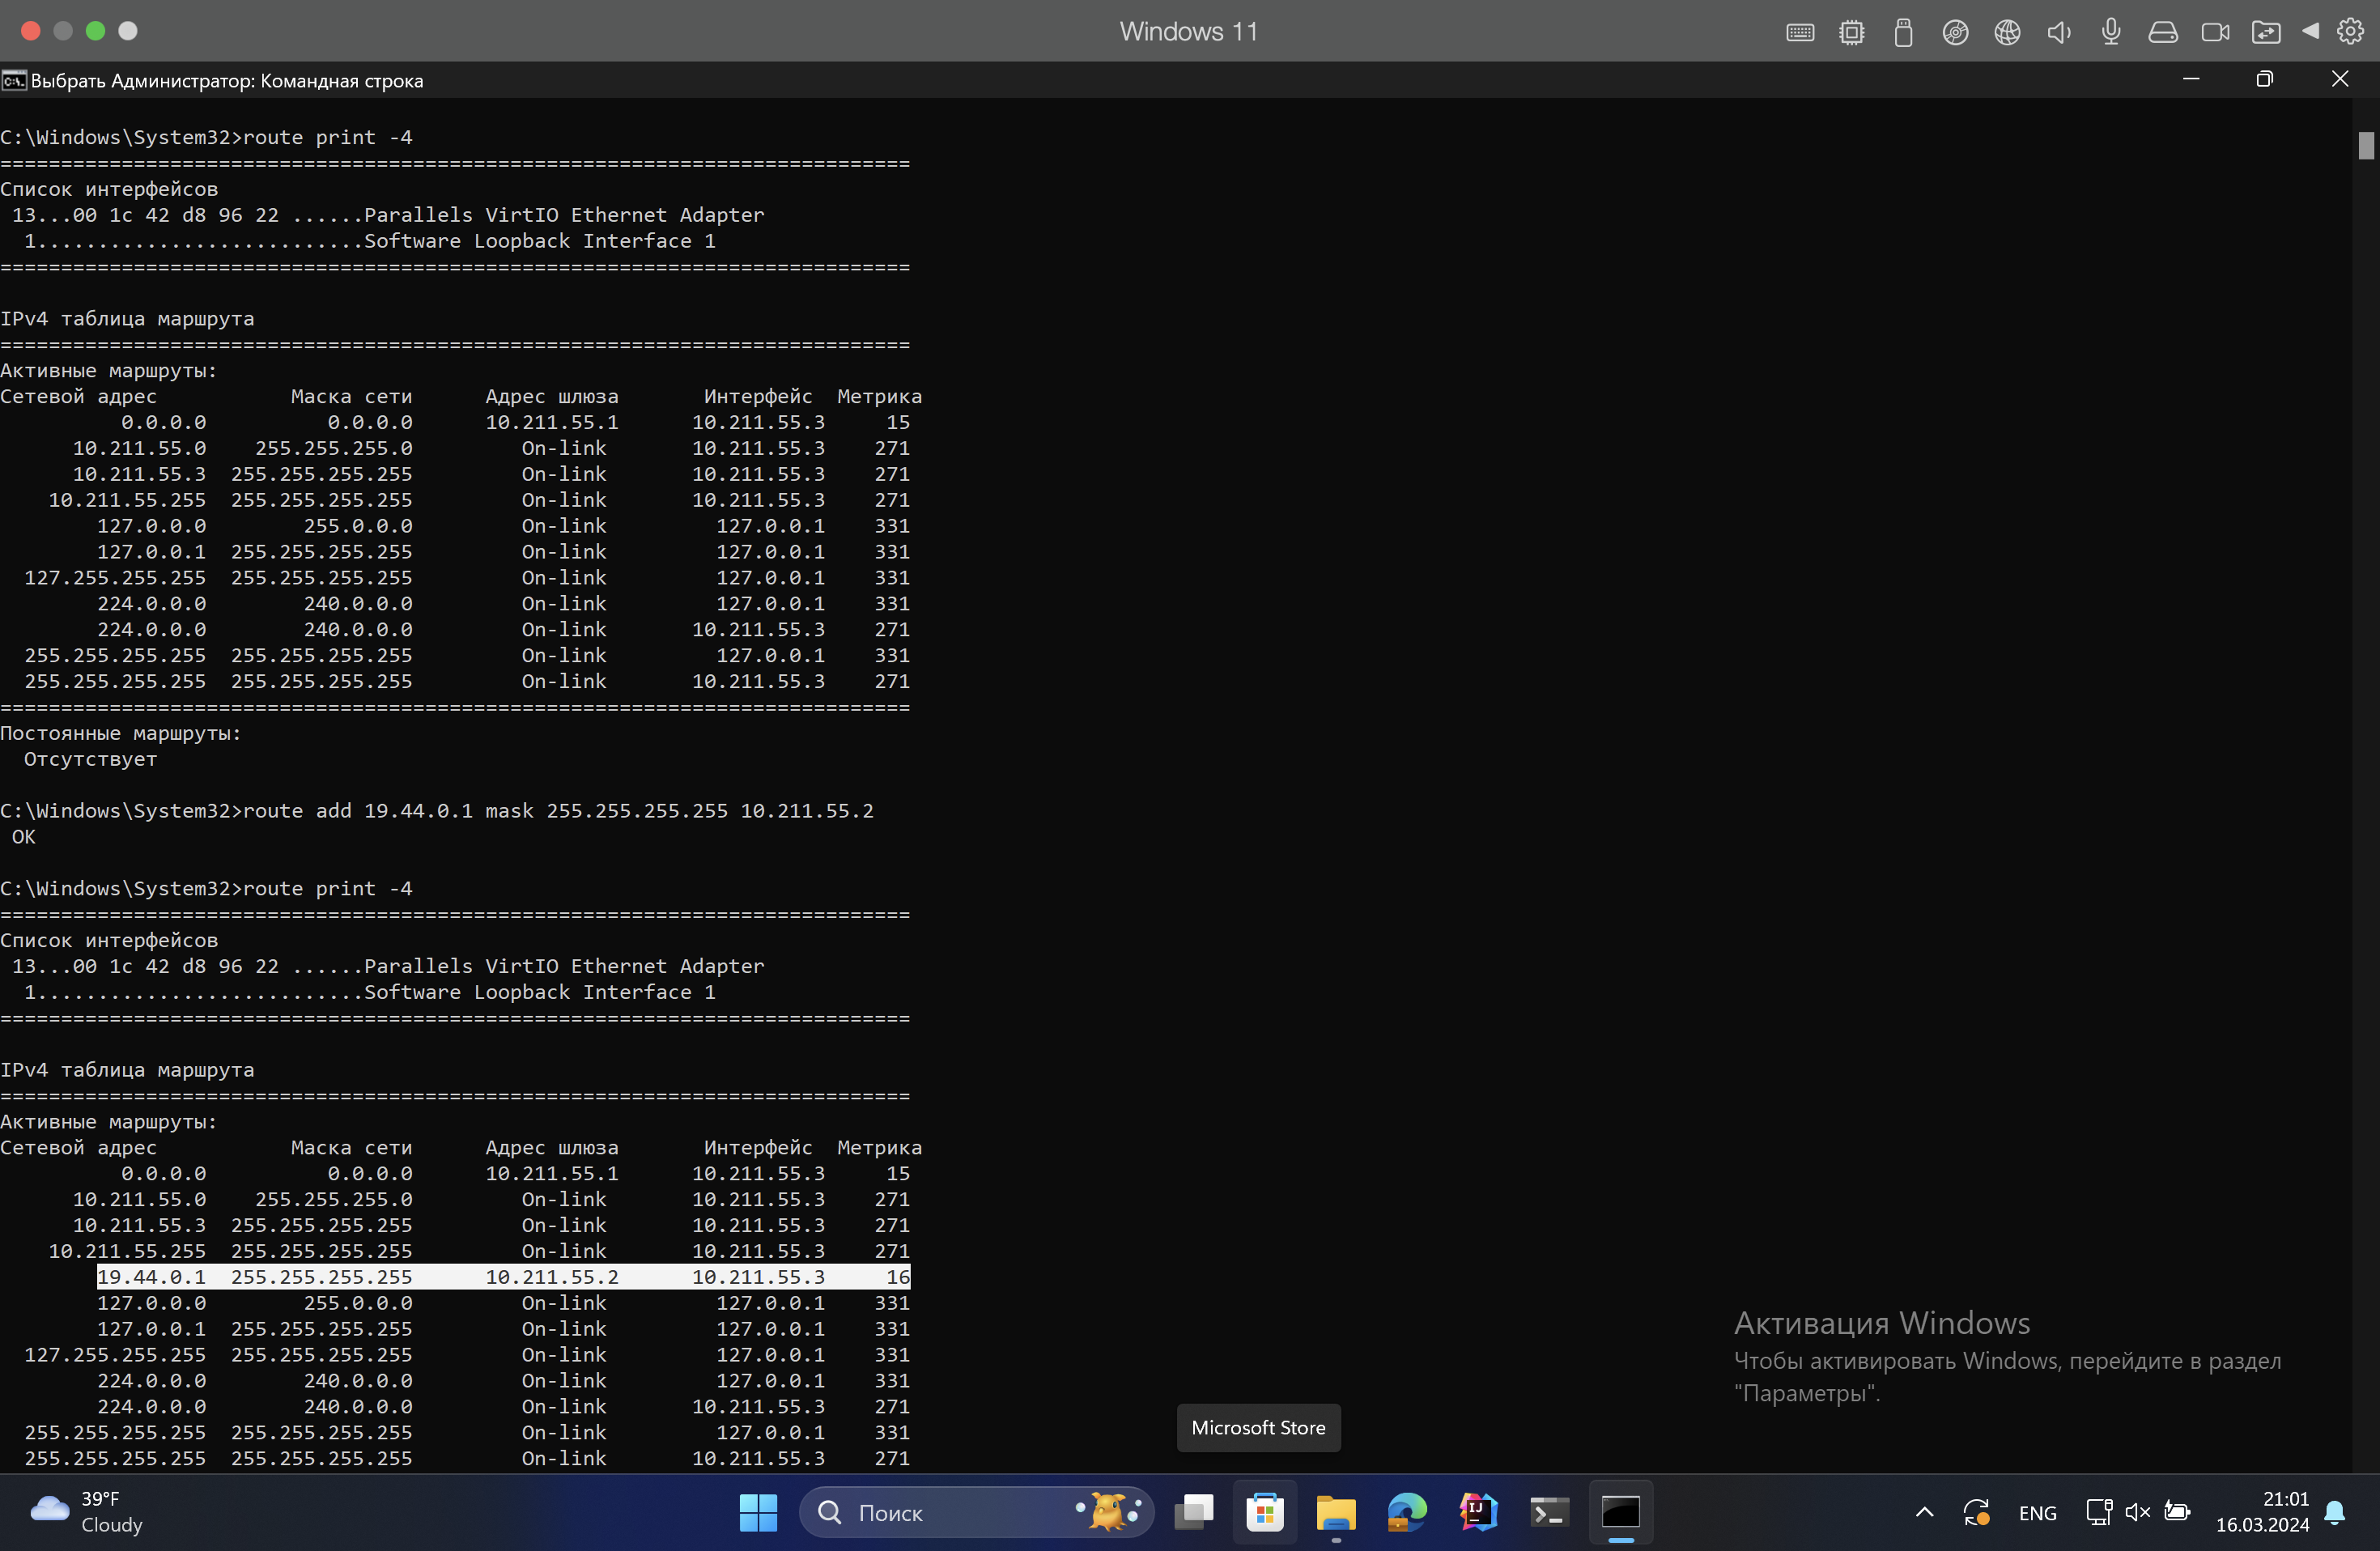 Windows 11
Выбрать Администратор: Командная строка
C:\Windows\System32>route print -4
===========================================================================
Список интерфейсов
 13...00 1c 42 d8 96 22 ......Parallels VirtIO Ethernet Adapter
  1...........................Software Loopback Interface 1
===========================================================================
IPv4 таблица маршрута
===========================================================================
Активные маршруты:
Сетевой адрес           Маска сети      Адрес шлюза       Интерфейс  Метрика
          0.0.0.0          0.0.0.0      10.211.55.1      10.211.55.3     15
      10.211.55.0    255.255.255.0         On-link       10.211.55.3    271
      10.211.55.3  255.255.255.255         On-link       10.211.55.3    271
    10.211.55.255  255.255.255.255         On-link       10.211.55.3    271
        127.0.0.0        255.0.0.0         On-link         127.0.0.1    331
        127.0.0.1  255.255.255.255         On-link         127.0.0.1    331
  127.255.255.255  255.255.255.255         On-link         127.0.0.1    331
        224.0.0.0        240.0.0.0         On-link         127.0.0.1    331
        224.0.0.0        240.0.0.0         On-link       10.211.55.3    271
  255.255.255.255  255.255.255.255         On-link         127.0.0.1    331
  255.255.255.255  255.255.255.255         On-link       10.211.55.3    271
===========================================================================
Постоянные маршруты:
  Отсутствует
C:\Windows\System32>route add 19.44.0.1 mask 255.255.255.255 10.211.55.2
 ОК
C:\Windows\System32>route print -4
===========================================================================
Список интерфейсов
 13...00 1c 42 d8 96 22 ......Parallels VirtIO Ethernet Adapter
  1...........................Software Loopback Interface 1
===========================================================================
IPv4 таблица маршрута
===========================================================================
Активные маршруты:
Сетевой адрес           Маска сети      Адрес шлюза       Интерфейс  Метрика
          0.0.0.0          0.0.0.0      10.211.55.1      10.211.55.3     15
      10.211.55.0    255.255.255.0         On-link       10.211.55.3    271
      10.211.55.3  255.255.255.255         On-link       10.211.55.3    271
    10.211.55.255  255.255.255.255         On-link       10.211.55.3    271
        19.44.0.1  255.255.255.255      10.211.55.2      10.211.55.3     16
        127.0.0.0        255.0.0.0         On-link         127.0.0.1    331
        127.0.0.1  255.255.255.255         On-link         127.0.0.1    331
  127.255.255.255  255.255.255.255         On-link         127.0.0.1    331
        224.0.0.0        240.0.0.0         On-link         127.0.0.1    331
        224.0.0.0        240.0.0.0         On-link       10.211.55.3    271
  255.255.255.255  255.255.255.255         On-link         127.0.0.1    331
  255.255.255.255  255.255.255.255         On-link       10.211.55.3    271
Активация Windows
Чтобы активировать Windows, перейдите в раздел
"Параметры".
Microsoft Store
39°F
Cloudy
Поиск
IJ
ENG
21:01
16.03.2024